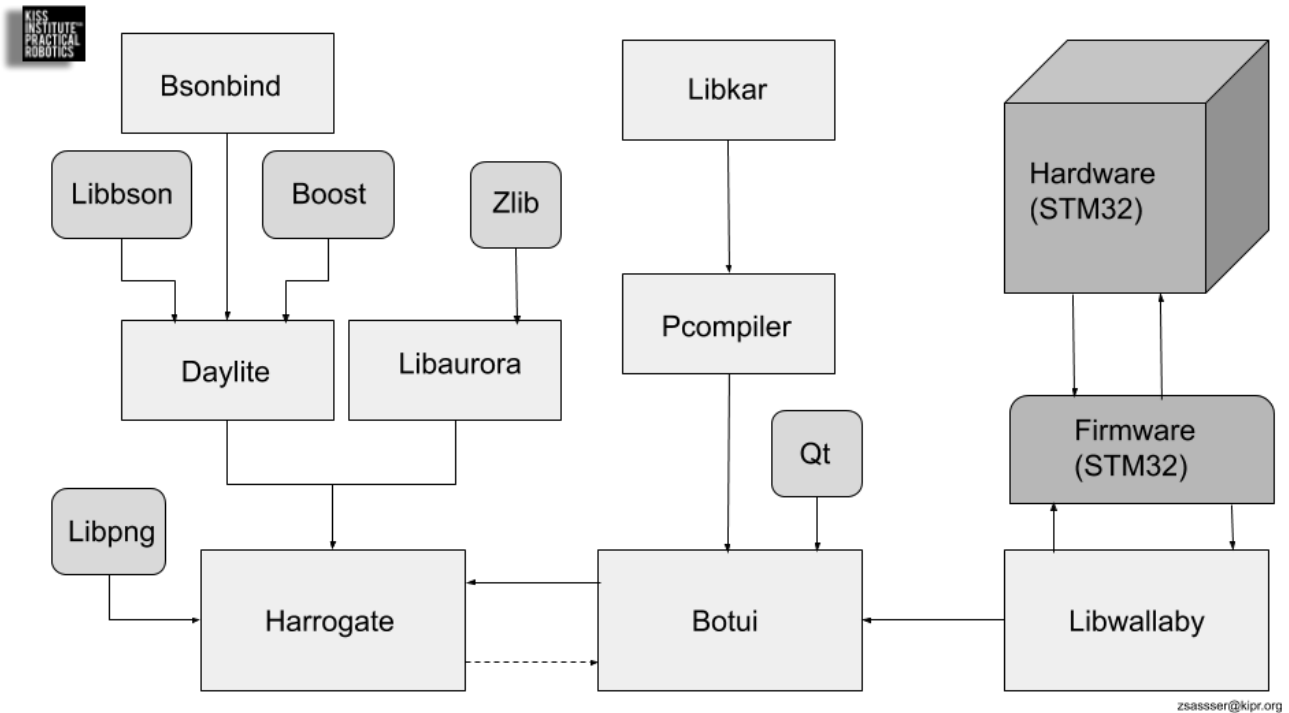 KISS
INSTITUTE
PRACTICAL
ROBOTICS
Bsonbind
Libkar
Hardware
(STM32)
Libbson
Boost
Zlib
Daylite
Libaurora
Pcompiler
Firmware
(STM32)
Qt
Libpng
Harrogate
Botui
Libwallaby
zsassser@kipr.org